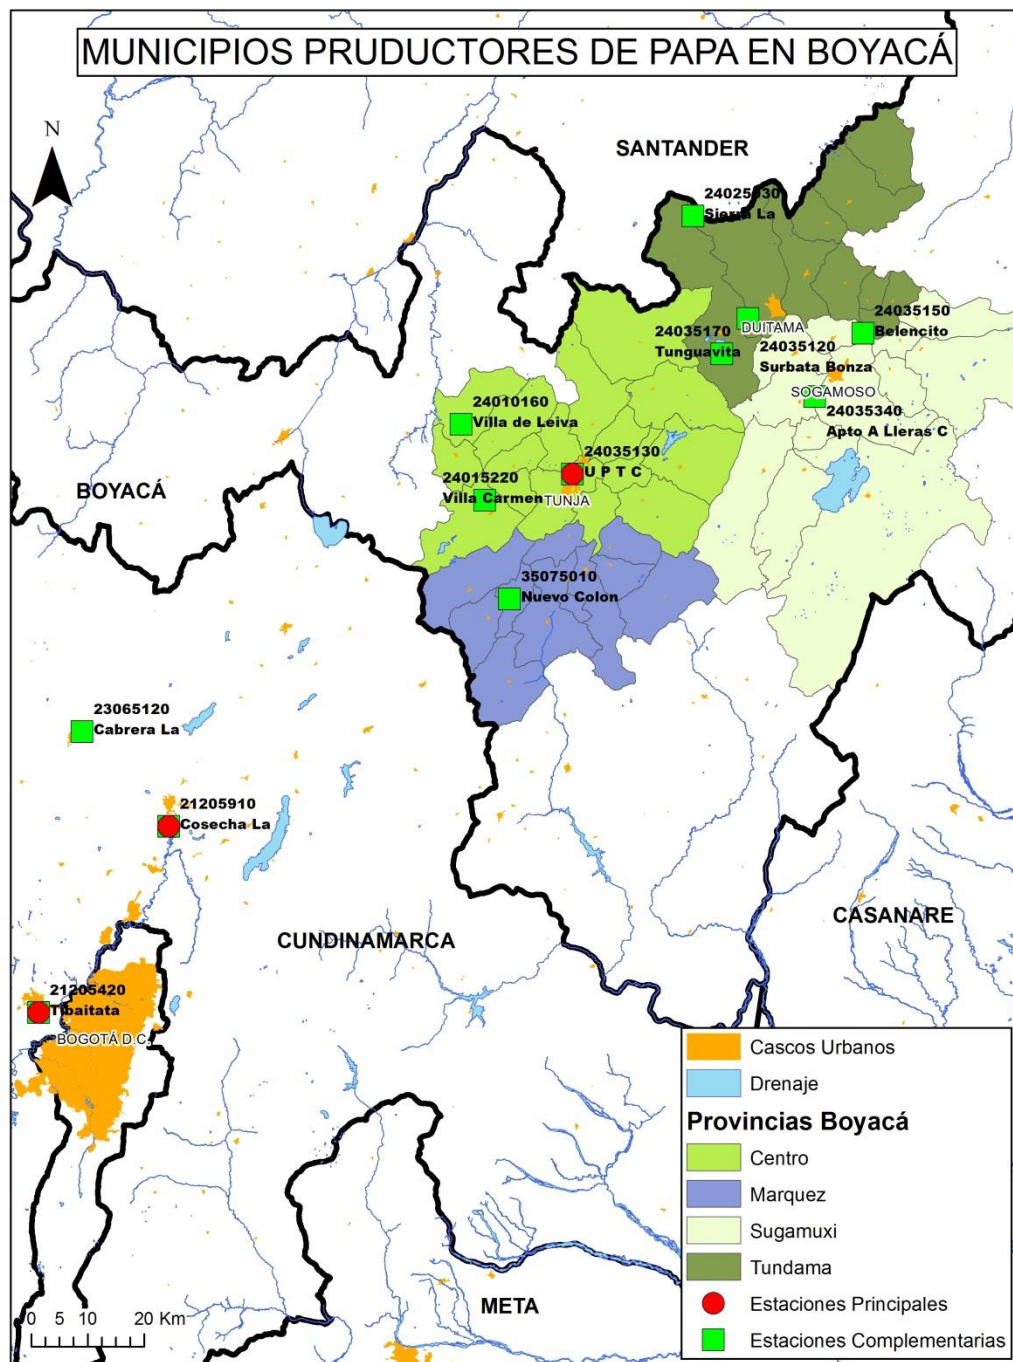 MUNICIPIOS PRUDUCTORES DE PAPA EN BOYACÁ
N
SANTANDER
24025030
Sierra La
24035150
Belencito
DUITAMA
24035170
Tunguavita
24035120
Surbata Bonza
SOGAMOSO
24035340
Apto A Lleras C
24010160
Villa de Leiva
24035130
U P T C
24015220
Villa Carmen
TUNJA
BOYACÁ
35075010
Nuevo Colon
23065120
Cabrera La
21205910
Cosecha La
CASANARE
CUNDINAMARCA
21205420
Tibaitata
BOGOTÁ D.C.
META
0 5 10 20 Km
Cascos Urbanos
Drenaje
Provincias Boyacá
Centro
Marquez
Sugamuxi
Tundama
Estaciones Principales
Estaciones Complementarias